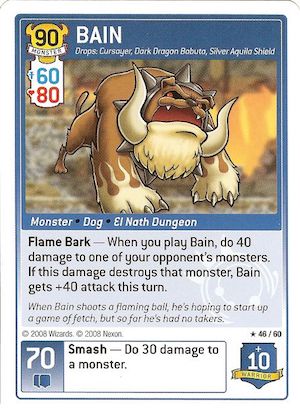 90
MONSTER
BAIN
Drops: Cursayer, Dark Dragon Babuta, Silver Aquila Shield
60
80
Monster • Dog • El Nath Dungeon
Flame Bark — When you play Bain, do 40
damage to one of your opponent's monsters.
If this damage destroys that monster, Bain
gets +40 attack this turn.
When Bain shoots a flaming ball, he's hoping to start up
a game of fetch, but so far he's had no takers.
© 2008 Wizards. © 2008 Nexon.
★ 46 / 60
70
Smash — Do 30 damage to
a monster.
+
10
WARRIOR